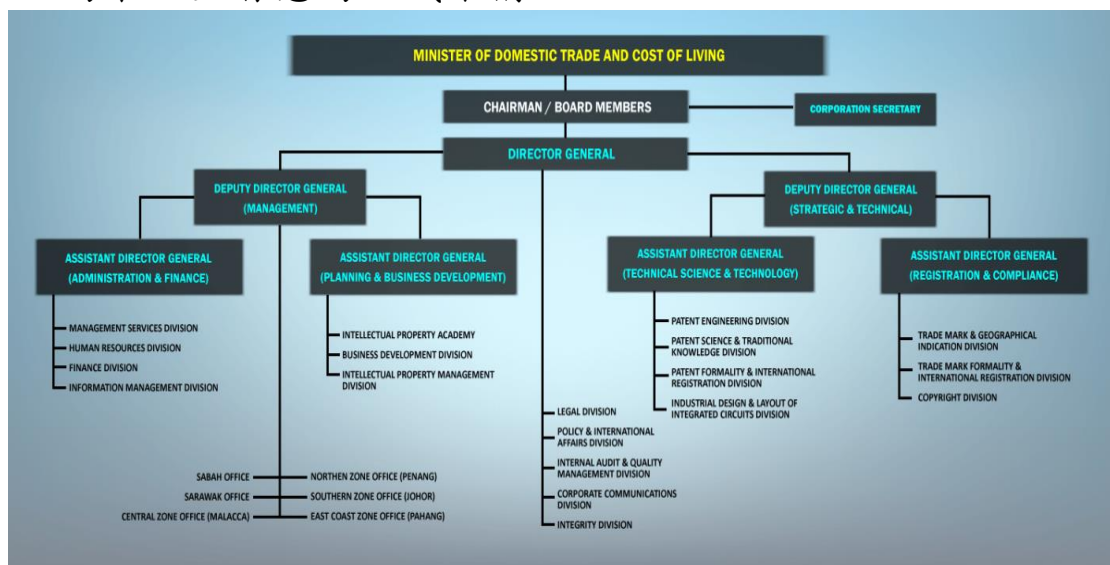 MINISTER OF DOMESTIC TRADE AND COST OF LIVING
CHAIRMAN / BOARD MEMBERS
CORPORATION SECRETARY
DIRECTOR GENERAL
DEPUTY DIRECTOR GENERAL
(MANAGEMENT)
DEPUTY DIRECTOR GENERAL
(STRATEGIC & TECHNICAL)
ASSISTANT DIRECTOR GENERAL
(ADMINISTRATION & FINANCE)
ASSISTANT DIRECTOR GENERAL
(PLANNING & BUSINESS DEVELOPMENT)
ASSISTANT DIRECTOR GENERAL
(TECHNICAL SCIENCE & TECHNOLOGY)
ASSISTANT DIRECTOR GENERAL
(REGISTRATION & COMPLIANCE)
MANAGEMENT SERVICES DIVISION
HUMAN RESOURCES DIVISION
FINANCE DIVISION
INFORMATION MANAGEMENT DIVISION
INTELLECTUAL PROPERTY ACADEMY
BUSINESS DEVELOPMENT DIVISION
INTELLECTUAL PROPERTY MANAGEMENT
DIVISION
PATENT ENGINEERING DIVISION
PATENT SCIENCE & TRADITIONAL
KNOWLEDGE DIVISION
PATENT FORMALITY & INTERNATIONAL
REGISTRATION DIVISION
INDUSTRIAL DESIGN & LAYOUT OF
INTEGRATED CIRCUITS DIVISION
TRADE MARK & GEOGRAPHICAL
INDICATION DIVISION
TRADE MARK FORMALITY &
INTERNATIONAL REGISTRATION DIVISION
COPYRIGHT DIVISION
LEGAL DIVISION
POLICY & INTERNATIONAL
AFFAIRS DIVISION
INTERNAL AUDIT & QUALITY
MANAGEMENT DIVISION
CORPORATE COMMUNICATIONS
DIVISION
INTEGRITY DIVISION
SABAH OFFICE
SARAWAK OFFICE
CENTRAL ZONE OFFICE (MALACCA)
NORTHEN ZONE OFFICE (PENANG)
SOUTHERN ZONE OFFICE (JOHOR)
EAST COAST ZONE OFFICE (PAHANG)